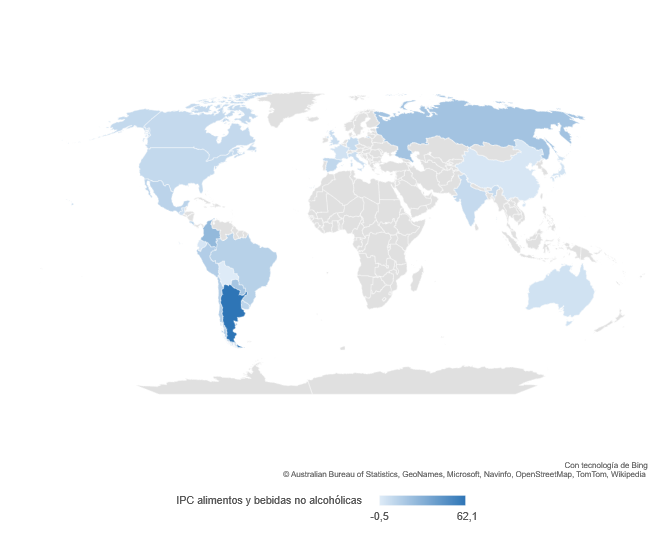 Con tecnología de Bing
© Australian Bureau of Statistics, GeoNames, Microsoft, Navinfo, OpenStreetMap, TomTom, Wikipedia
IPC alimentos y bebidas no alcohólicas
-0,5 62,1